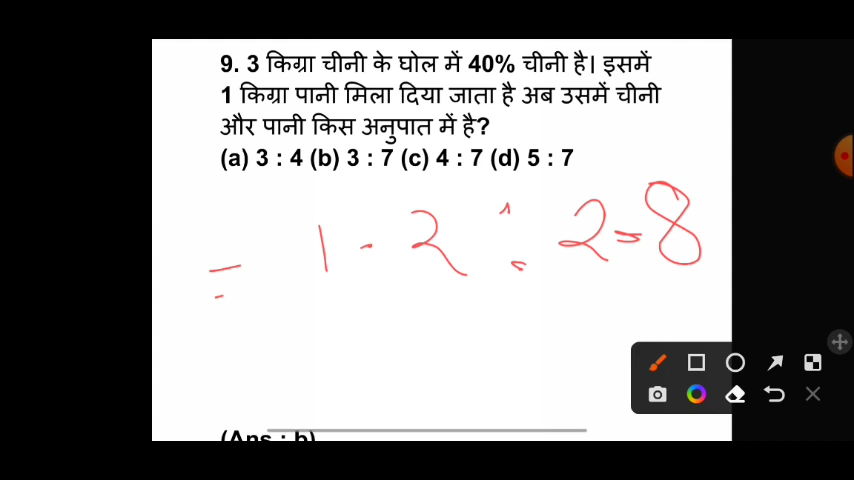 9. 3 किग्रा चीनी के घोल में 40% चीनी है। इसमें
1 किग्रा पानी मिला दिया जाता है अब उसमें चीनी
और पानी किस अनुपात में है?
(a) 3 : 4 (b) 3 : 7 (c) 4 : 7 (d) 5 : 7
= 1.2 : 2=8
(Ans : b)